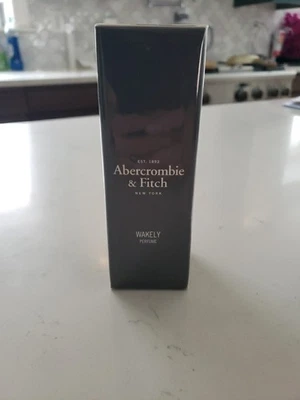 EST. 1892
Abercrombie
& Fitch
NEW YORK
WAKELY
PERFUME